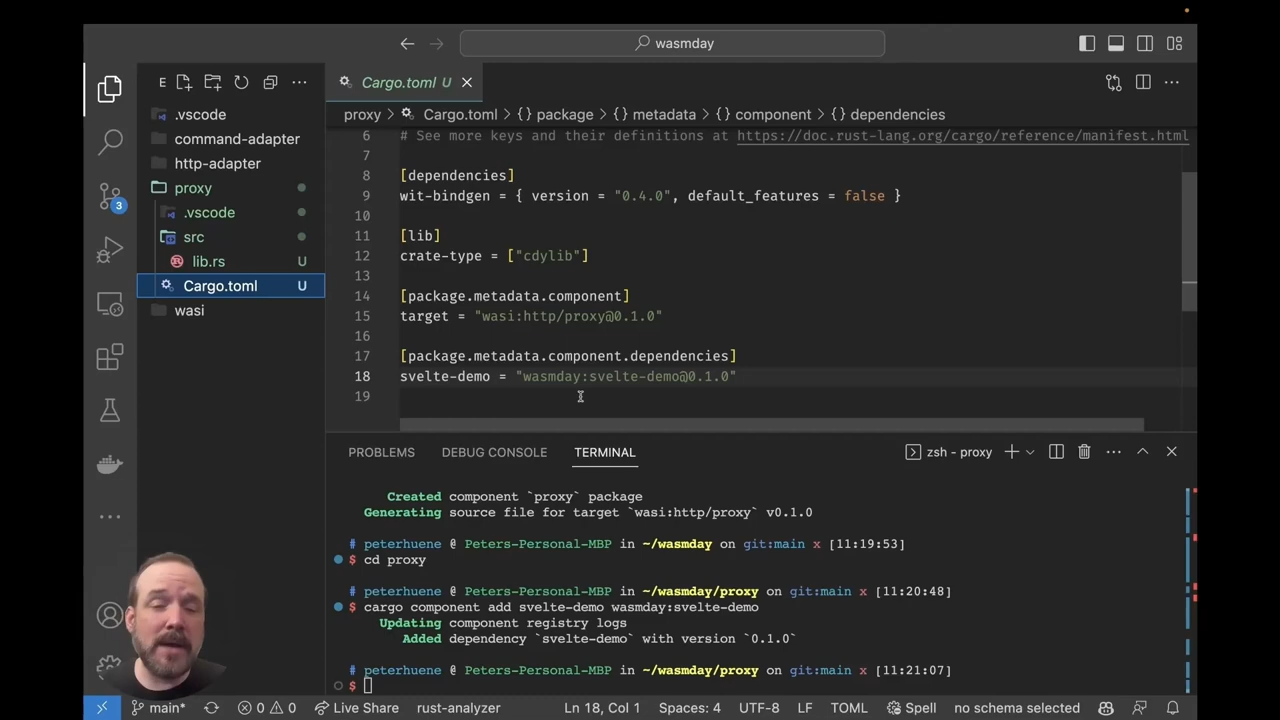 wasmday
E
Cargo.toml U
.vscode
command-adapter
http-adapter
proxy
.vscode
src
lib.rs U
Cargo.toml U
wasi
3
proxy > Cargo.toml > {} package > {} metadata > {} component > {} dependencies
6 # See more keys and their definitions at https://doc.rust-lang.org/cargo/reference/manifest.html
7
8 [dependencies]
9 wit-bindgen = { version = "0.4.0", default_features = false }
10
11 [lib]
12 crate-type = ["cdylib"]
13
14 [package.metadata.component]
15 target = "wasi:http/proxy@0.1.0"
16
17 [package.metadata.component.dependencies]
18 svelte-demo = "wasmday:svelte-demo@0.1.0"
19
PROBLEMS DEBUG CONSOLE TERMINAL zsh - proxy
Created component `proxy` package
Generating source file for target `wasi:http/proxy` v0.1.0
# peterhuene @ Peters-Personal-MBP in ~/wasmday on git:main x [11:19:53]
$ cd proxy
# peterhuene @ Peters-Personal-MBP in ~/wasmday/proxy on git:main x [11:20:48]
$ cargo component add svelte-demo wasmday:svelte-demo
Updating component registry logs
Added dependency `svelte-demo` with version `0.1.0`
# peterhuene @ Peters-Personal-MBP in ~/wasmday/proxy on git:main x [11:21:07]
$
main* 0 0 Live Share rust-analyzer Ln 18, Col 1 Spaces: 4 UTF-8 LF TOML Spell no schema selected